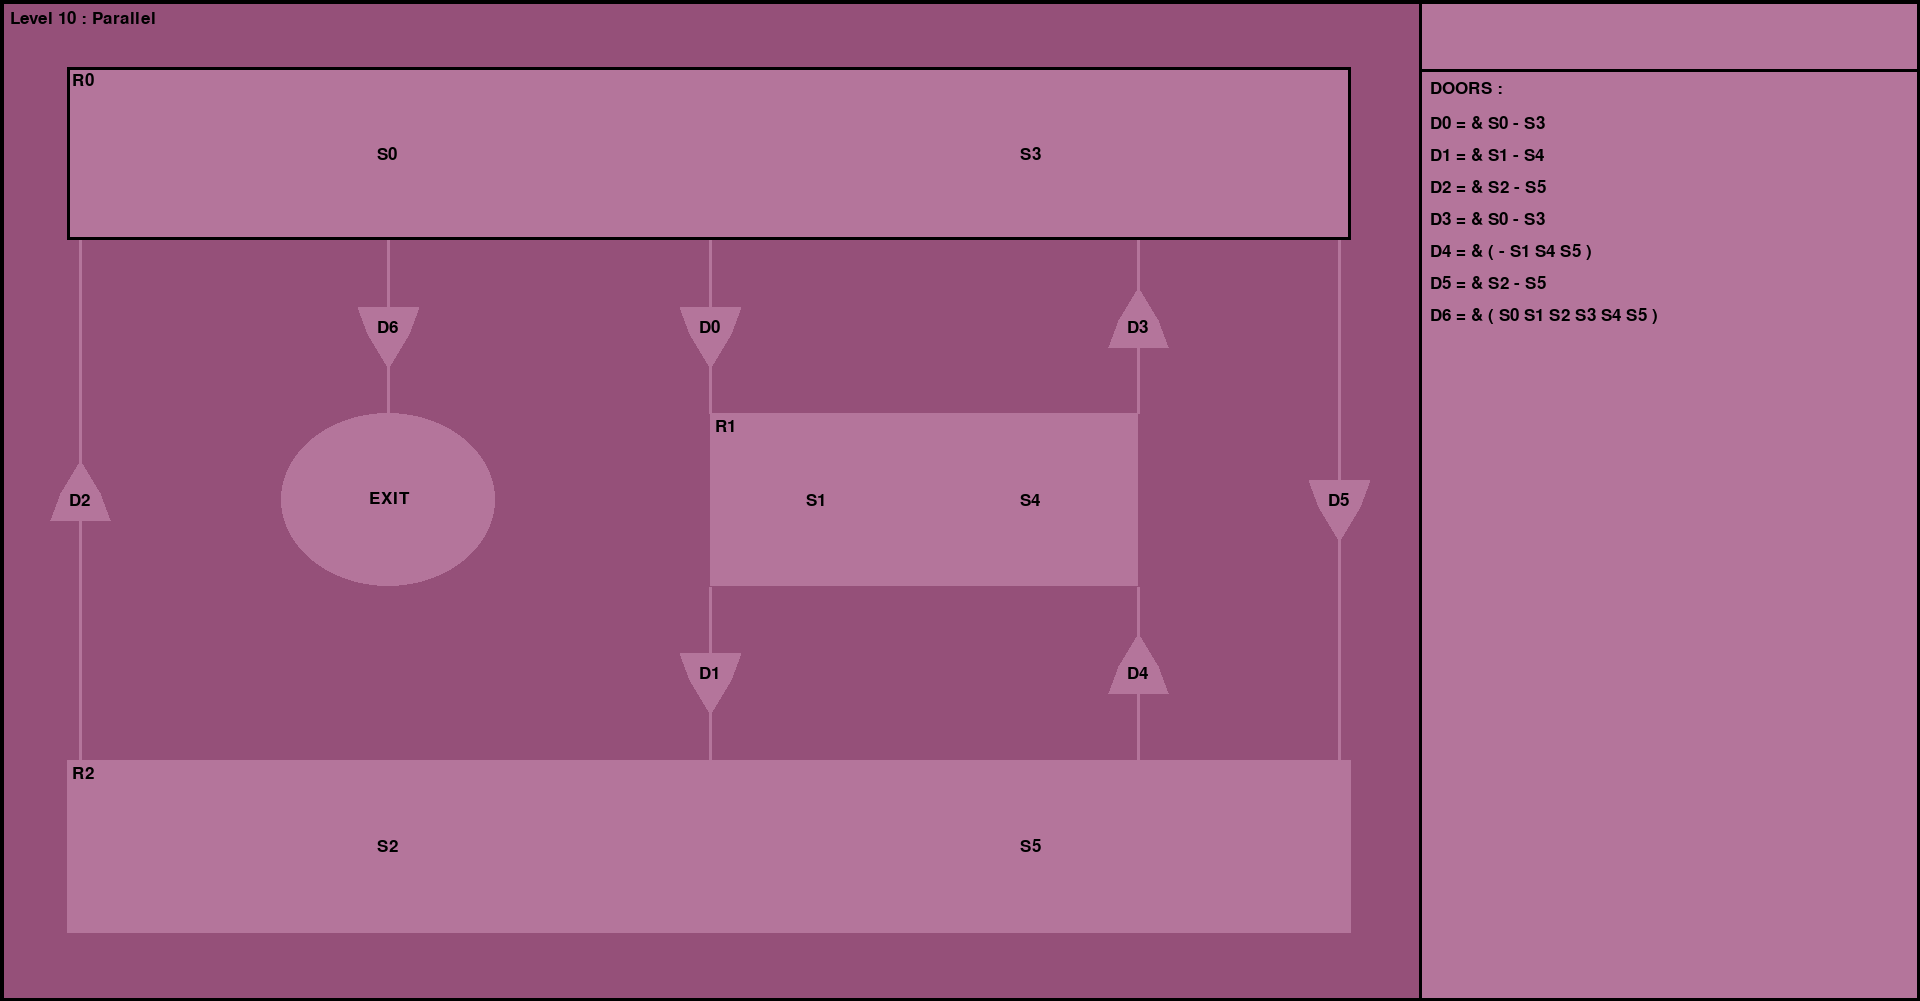 Level 10 : Parallel
R0
S0
S3
D6
D0
D3
D2
EXIT
R1
S1
S4
D5
D1
D4
R2
S2
S5
DOORS :
D0 = & S0 - S3
D1 = & S1 - S4
D2 = & S2 - S5
D3 = & S0 - S3
D4 = & ( - S1 S4 S5 )
D5 = & S2 - S5
D6 = & ( S0 S1 S2 S3 S4 S5 )